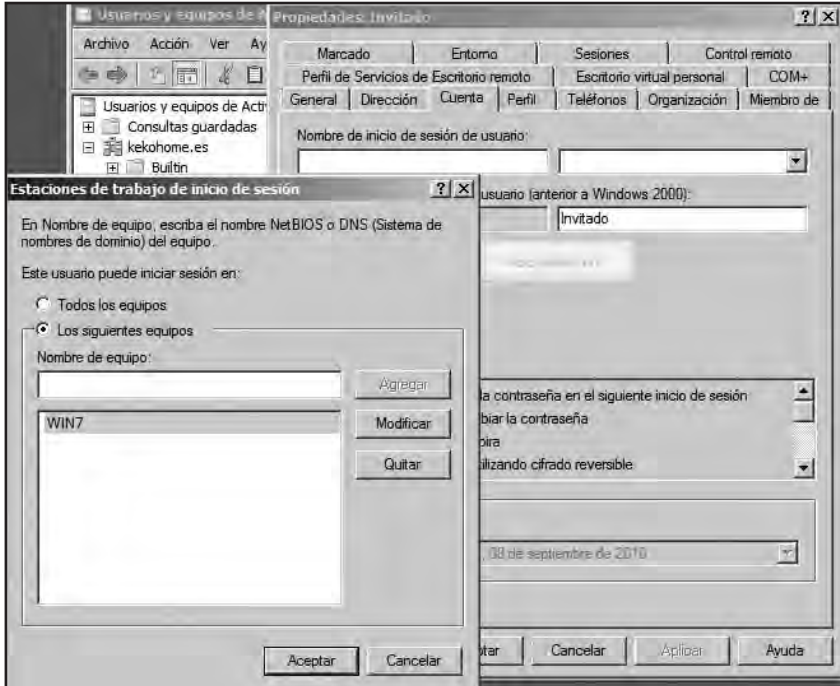 Usuarios y equipos de A
Archivo Acción Ver Ay
Usuarios y equipos de Acti
Consultas guardadas
kekohome.es
Builtin
Propiedades: Invitado
Marcado Entorno Sesiones Control remoto
Perfil de Servicios de Escritorio remoto Escritorio virtual personal COM+
General Dirección Cuenta Perfil Teléfonos Organización Miembro de
Nombre de inicio de sesión de usuario:
usuario (anterior a Windows 2000):
Invitado
la contraseña en el siguiente inicio de sesión
biar la contraseña
pira
ilizando cifrado reversible
, 08 de septiembre de 2010
tar Cancelar Aplicar Ayuda
Estaciones de trabajo de inicio de sesión
En Nombre de equipo, escriba el nombre NetBIOS o DNS (Sistema de
nombres de dominio) del equipo.
Este usuario puede iniciar sesión en:
Todos los equipos
Los siguientes equipos
Nombre de equipo:
Agregar
WIN7
Modificar
Quitar
Aceptar Cancelar